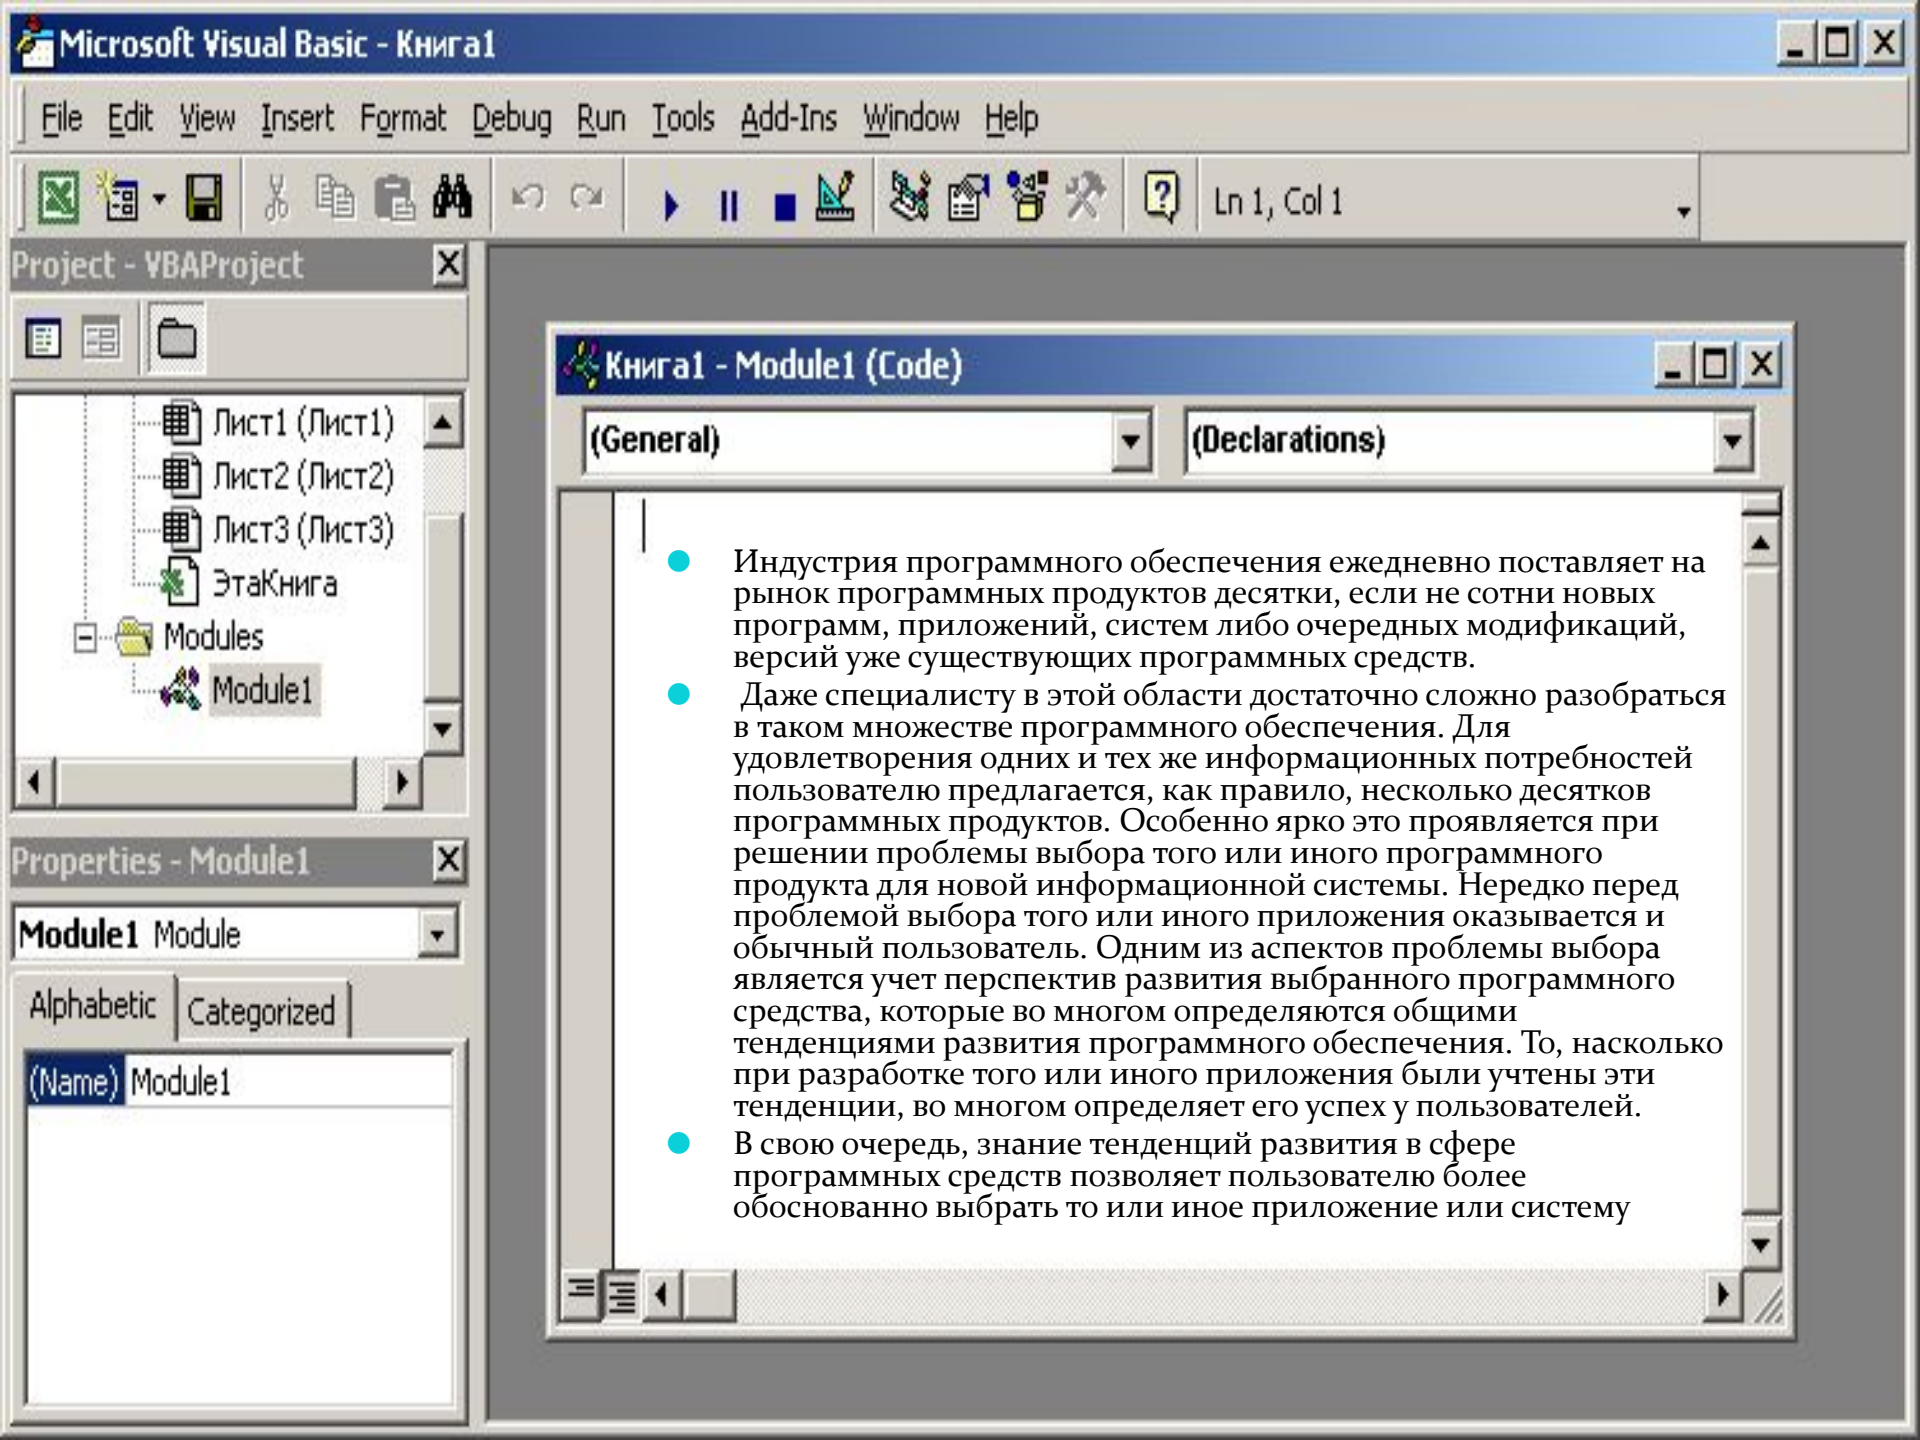 Microsoft Visual Basic - Книга1
File Edit View Insert Format Debug Run Tools Add-Ins Window Help
Ln 1, Col 1
Project - VBAProject
Лист1 (Лист1)
Лист2 (Лист2)
Лист3 (Лист3)
ЭтаКнига
Modules
Module1
Properties - Module1
Module1 Module
Alphabetic Categorized
(Name) Module1
Книга1 - Module1 (Code)
(General) (Declarations)
Индустрия программного обеспечения ежедневно поставляет на
рынок программных продуктов десятки, если не сотни новых
программ, приложений, систем либо очередных модификаций,
версий уже существующих программных средств.
Даже специалисту в этой области достаточно сложно разобраться
в таком множестве программного обеспечения. Для
удовлетворения одних и тех же информационных потребностей
пользователю предлагается, как правило, несколько десятков
программных продуктов. Особенно ярко это проявляется при
решении проблемы выбора того или иного программного
продукта для новой информационной системы. Нередко перед
проблемой выбора того или иного приложения оказывается и
обычный пользователь. Одним из аспектов проблемы выбора
является учет перспектив развития выбранного программного
средства, которые во многом определяются общими
тенденциями развития программного обеспечения. То, насколько
при разработке того или иного приложения были учтены эти
тенденции, во многом определяет его успех у пользователей.
В свою очередь, знание тенденций развития в сфере
программных средств позволяет пользователю более
обоснованно выбрать то или иное приложение или систему